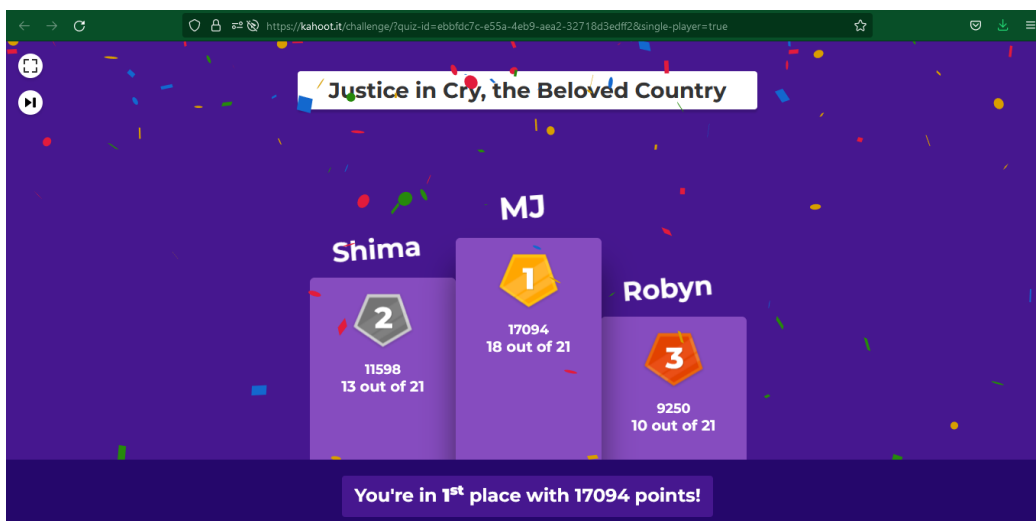 https://kahoot.it/challenge/?quiz-id=ebbfdc7c-e55a-4eb9-aea2-32718d3edff2&single-player=true
Justice in Cry, the Beloved Country
MJ
Shima
Robyn
1
2
17094
18 out of 21
3
11598
13 out of 21
9250
10 out of 21
You're in 1st place with 17094 points!